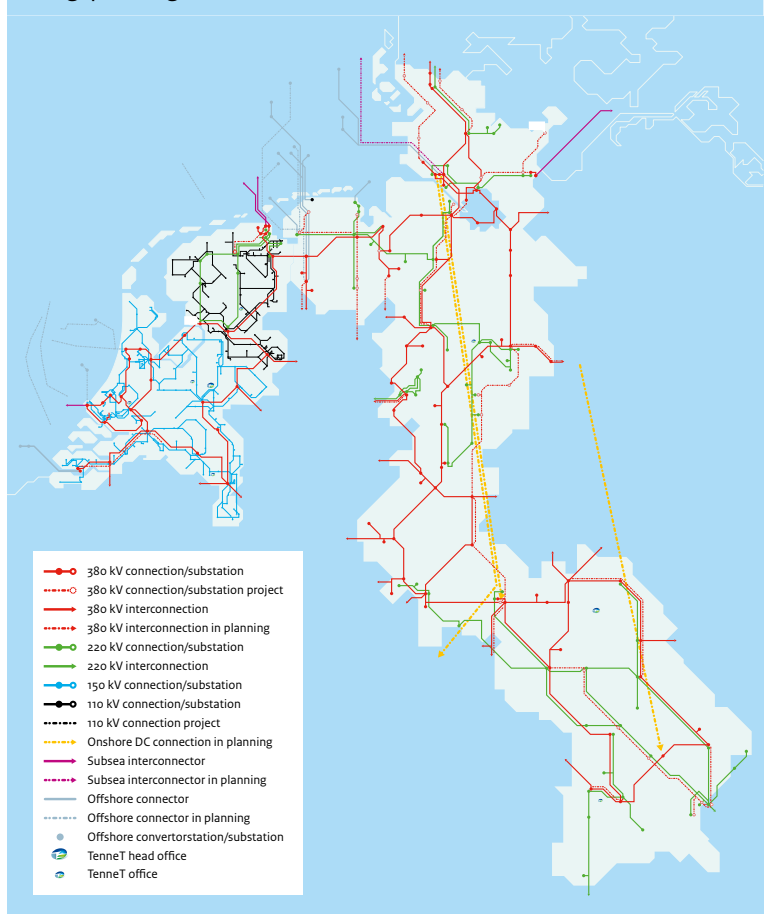 380 kV connection/substation
380 kV connection/substation project
380 kV interconnection
380 kV interconnection in planning
220 kV connection/substation
220 kV interconnection
150 kV connection/substation
110 kV connection/substation
110 kV connection project
Onshore DC connection in planning
Subsea interconnector
Subsea interconnector in planning
Offshore connector
Offshore connector in planning
Offshore convertorstation/substation
TenneT head office
TenneT office